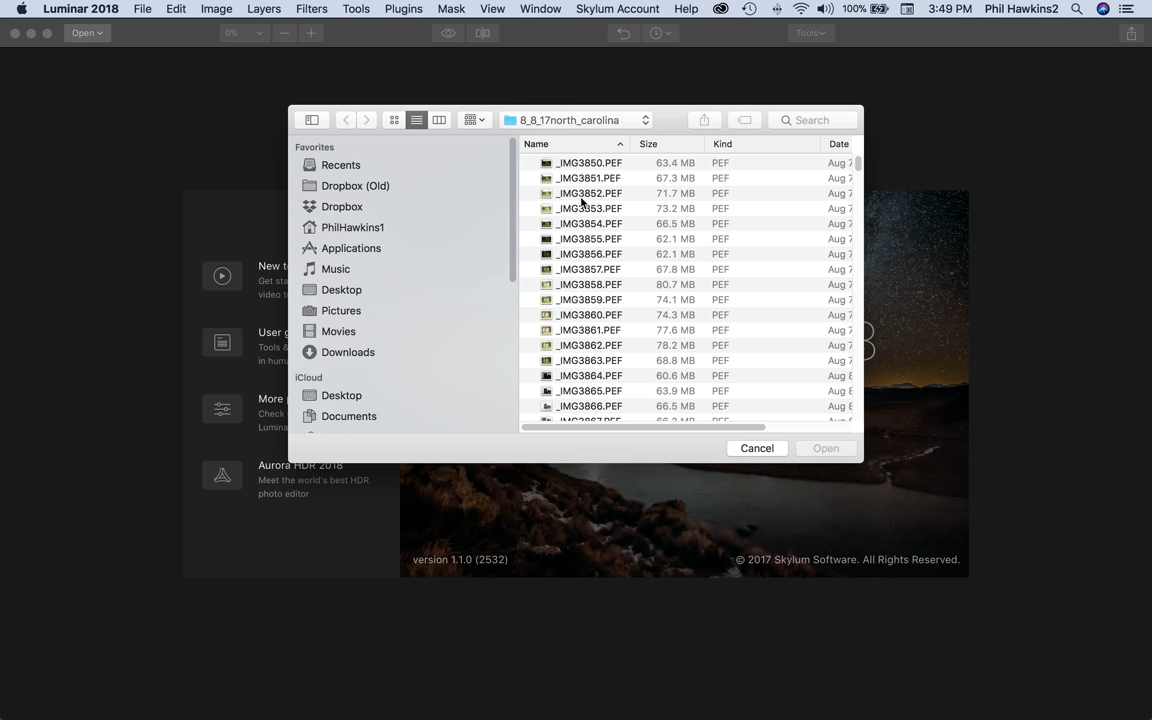 Luminar 2018 File Edit Image Layers Filters Tools Plugins Mask View Window Skylum Account Help 100% 3:49 PM Phil Hawkins2
Open 0% Tools
8_8_17north_carolina Search
Favorites
Recents
Dropbox (Old)
Dropbox
PhilHawkins1
Applications
Music
Desktop
Pictures
Movies
Downloads
iCloud
Desktop
Documents
Name Size Kind Date
_IMG3850.PEF 63.4 MB PEF Aug 7
_IMG3851.PEF 67.3 MB PEF Aug 7
_IMG3852.PEF 71.7 MB PEF Aug 7
_IMG3853.PEF 73.2 MB PEF Aug 7
_IMG3854.PEF 66.5 MB PEF Aug 7
_IMG3855.PEF 62.1 MB PEF Aug 7
_IMG3856.PEF 62.1 MB PEF Aug 7
_IMG3857.PEF 67.8 MB PEF Aug 7
_IMG3858.PEF 80.7 MB PEF Aug 7
_IMG3859.PEF 74.1 MB PEF Aug 7
_IMG3860.PEF 74.3 MB PEF Aug 7
_IMG3861.PEF 77.6 MB PEF Aug 7
_IMG3862.PEF 78.2 MB PEF Aug 7
_IMG3863.PEF 68.8 MB PEF Aug 7
_IMG3864.PEF 60.6 MB PEF Aug 8
_IMG3865.PEF 63.9 MB PEF Aug 8
_IMG3866.PEF 66.5 MB PEF Aug 8
_IMG3867.PEF 66.3 MB PEF Aug 8
Cancel Open
New
Get
video
User
Tools &
in
More
Check
Aurora HDR 2018
Meet the world's best HDR
photo editor
8
version 1.1.0 (2532) © 2017 Skylum Software. All Rights Reserved.